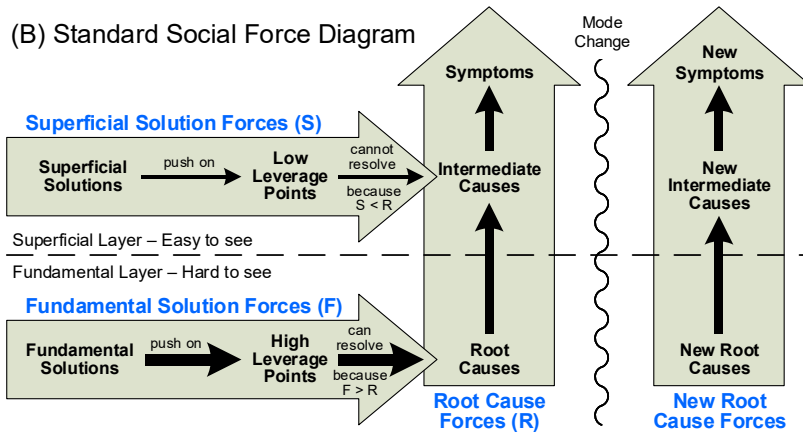 (B) Standard Social Force Diagram
Superficial Solution Forces (S)
Superficial
Solutions
push on
Low
Leverage
Points
cannot
resolve
because
S < R
Superficial Layer – Easy to see
Fundamental Layer – Hard to see
Fundamental Solution Forces (F)
Fundamental
Solutions
push on
High
Leverage
Points
can
resolve
because
F > R
Symptoms
Intermediate
Causes
Root
Causes
Root Cause
Forces (R)
Mode
Change
New
Symptoms
New
Intermediate
Causes
New Root
Causes
New Root
Cause Forces